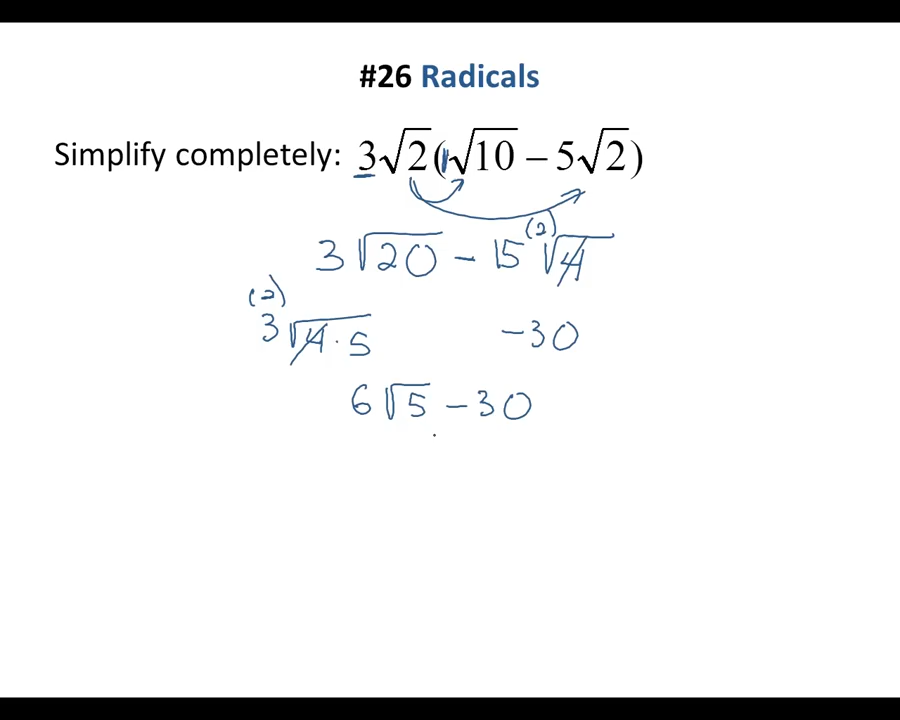 #26 Radicals
Simplify completely: 3√2(1√10 − 5√2)
3√20 − 15 (2)√4
(2)
3√4·5 −30
6√5 − 30